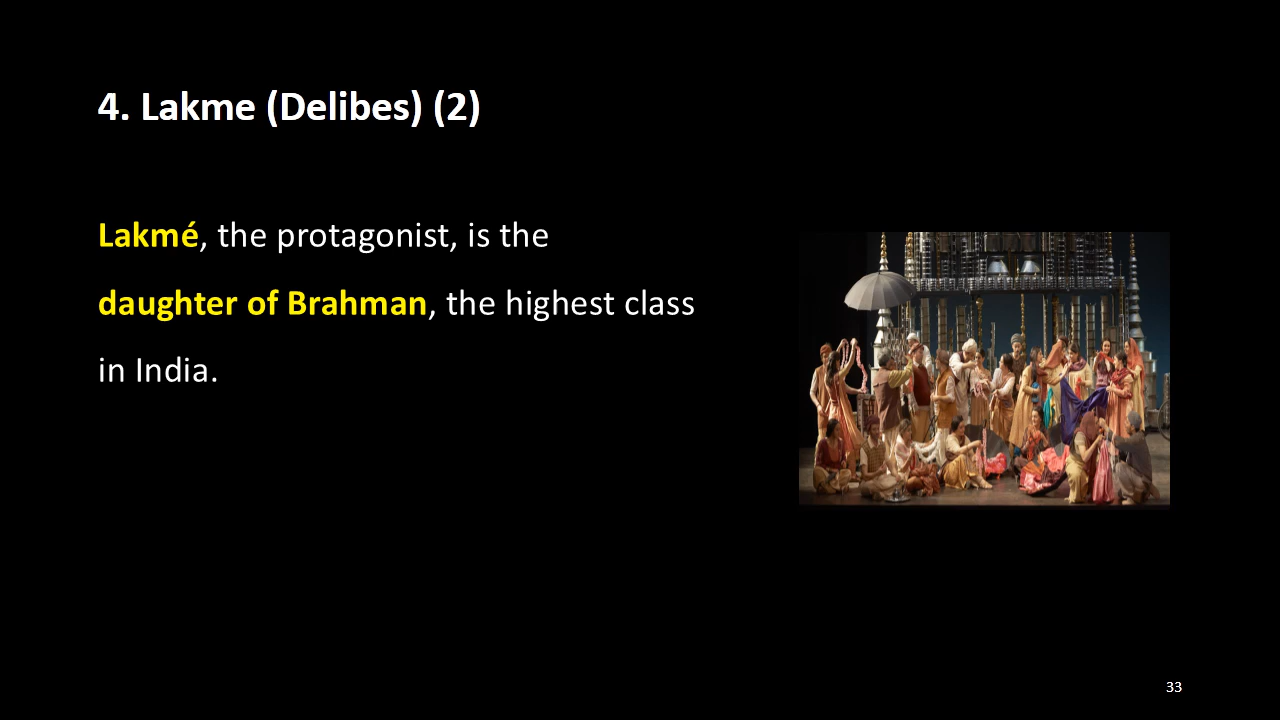 4. Lakme (Delibes) (2)
Lakmé, the protagonist, is the
daughter of Brahman, the highest class
in India.
33